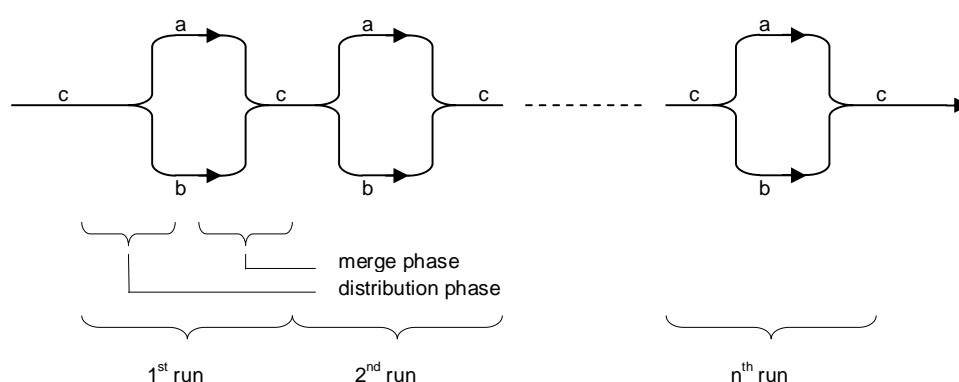 a a a
c c c c c
b b b
merge phase
distribution phase
1st run 2nd run nth run